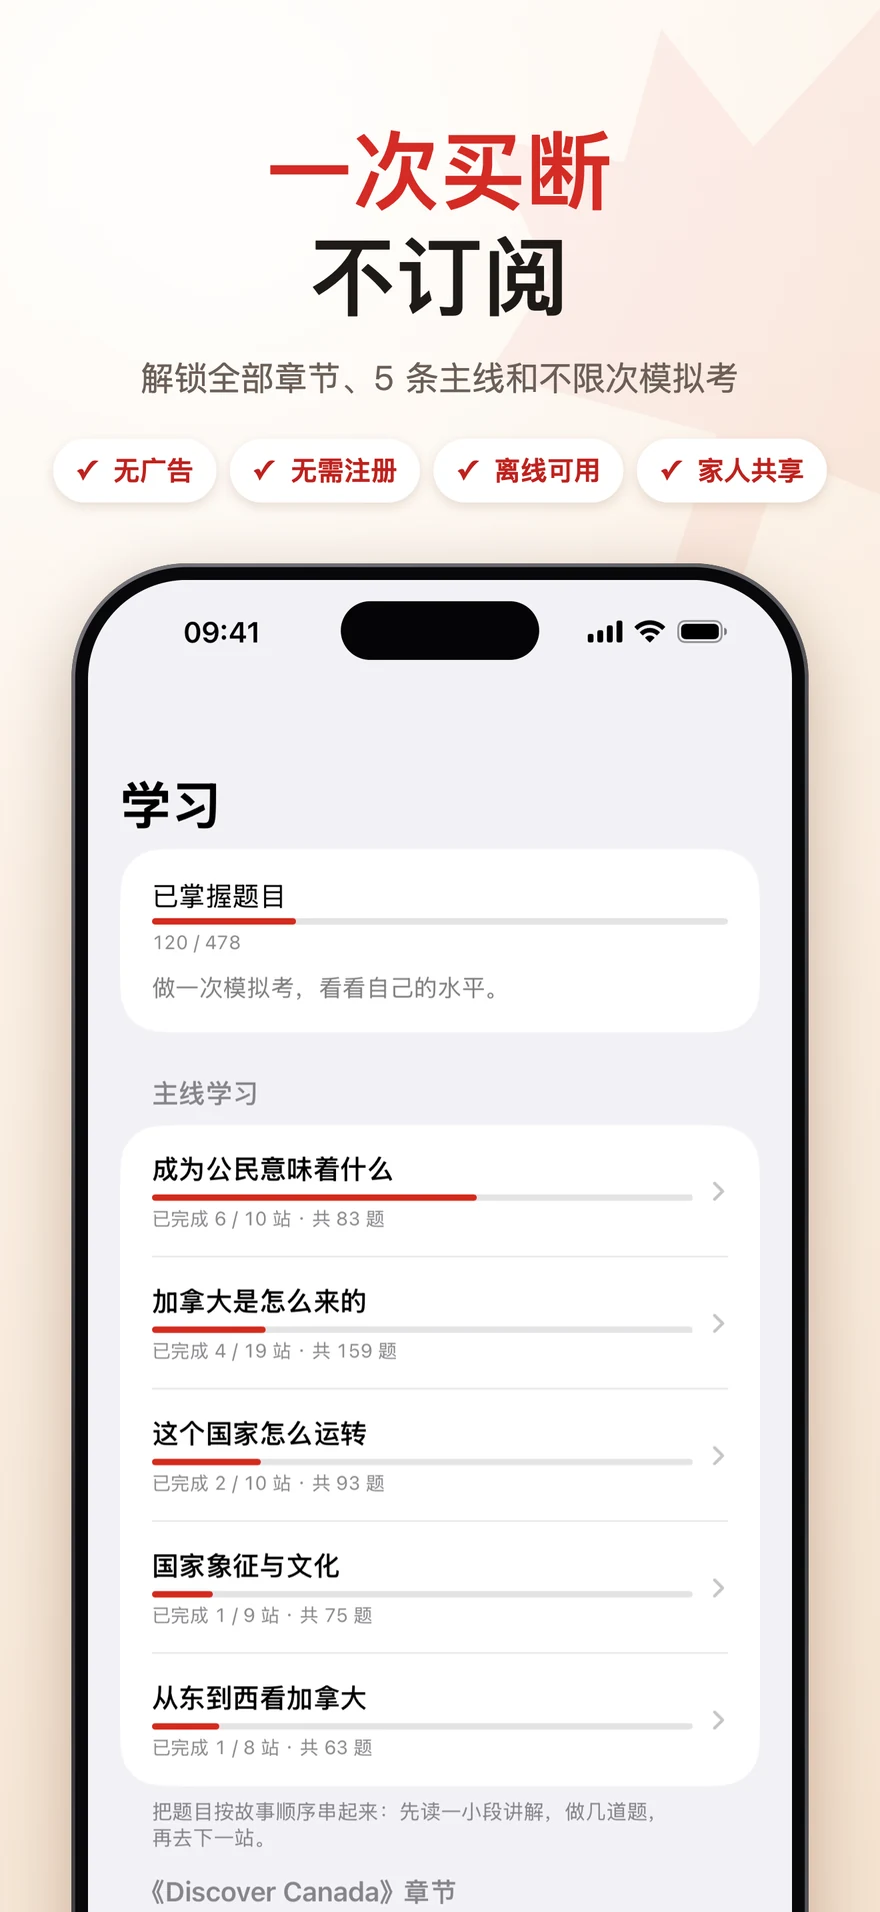 一次买断
不订阅
解锁全部章节、5 条主线和不限次模拟考
✓ 无广告 ✓ 无需注册 ✓ 离线可用 ✓ 家人共享
09:41
学习
已掌握题目
120 / 478
做一次模拟考，看看自己的水平。
主线学习
成为公民意味着什么
已完成 6 / 10 站 · 共 83 题
加拿大是怎么来的
已完成 4 / 19 站 · 共 159 题
这个国家怎么运转
已完成 2 / 10 站 · 共 93 题
国家象征与文化
已完成 1 / 9 站 · 共 75 题
从东到西看加拿大
已完成 1 / 8 站 · 共 63 题
把题目按故事顺序串起来：先读一小段讲解，做几道题，
再去下一站。
《Discover Canada》章节